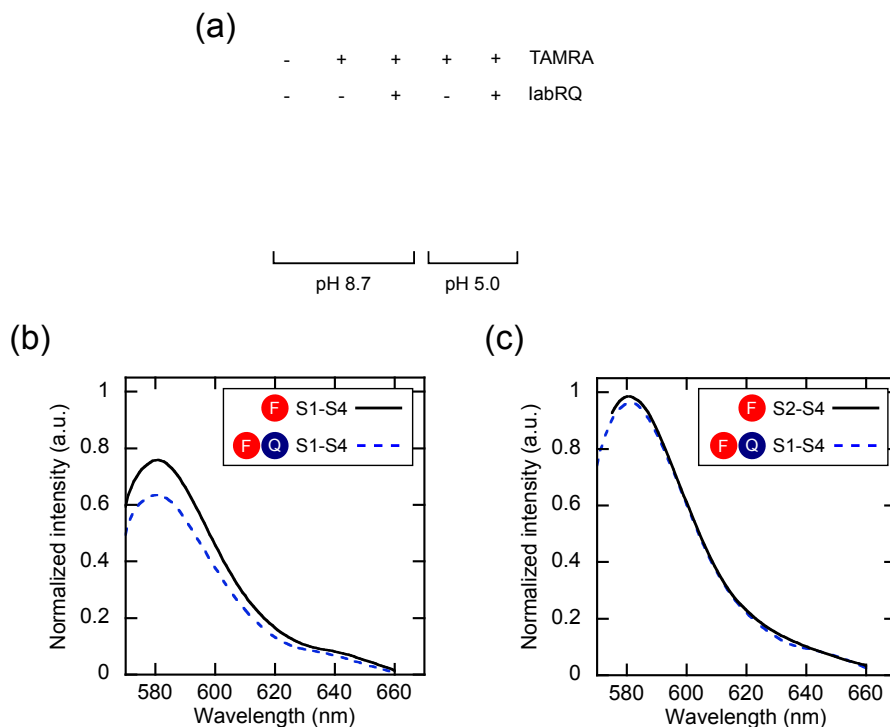 (a)
- + + + + TAMRA
- - + - + IabRQ
pH 8.7 pH 5.0
(b) (c)
Normalized intensity (a.u.)
1
0.8
0.6
0.4
0.2
0
580 600 620 640 660
Wavelength (nm)
F S1-S4
F Q S1-S4
Normalized intensity (a.u.)
1
0.8
0.6
0.4
0.2
0
580 600 620 640 660
Wavelength (nm)
F S2-S4
F Q S1-S4